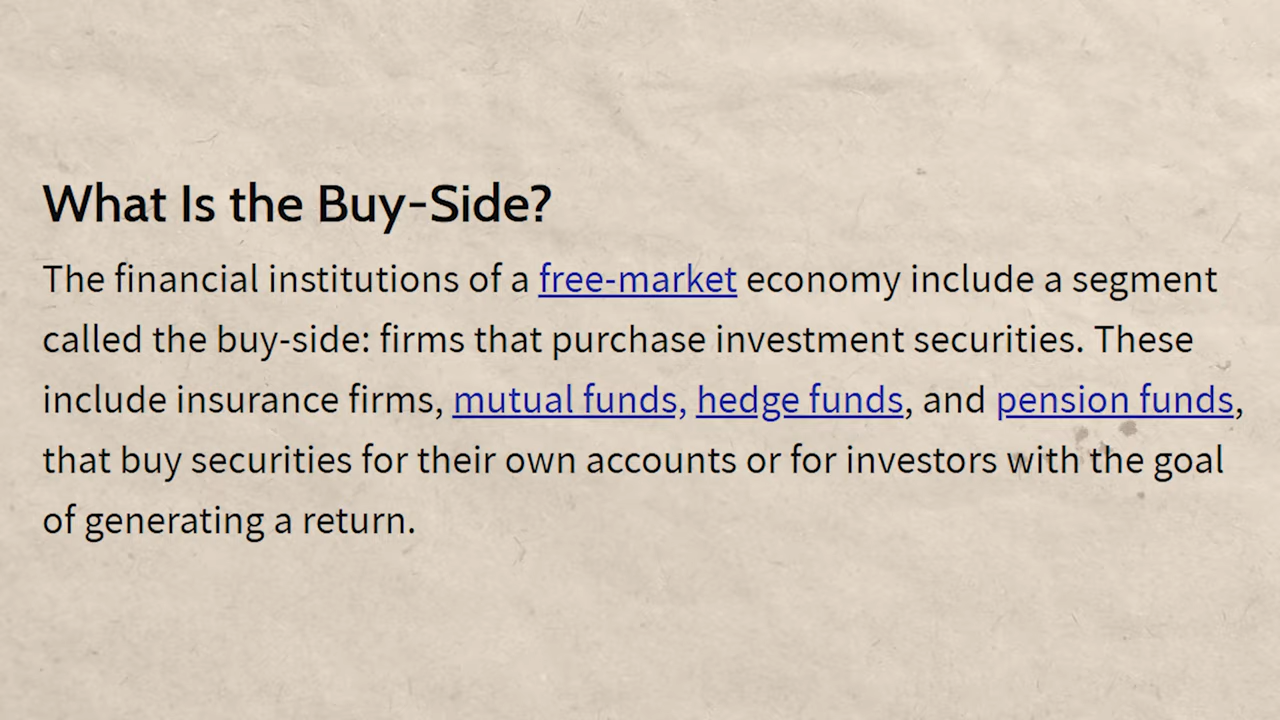 What Is the Buy-Side?
The financial institutions of a free-market economy include a segment
called the buy-side: firms that purchase investment securities. These
include insurance firms, mutual funds, hedge funds, and pension funds,
that buy securities for their own accounts or for investors with the goal
of generating a return.